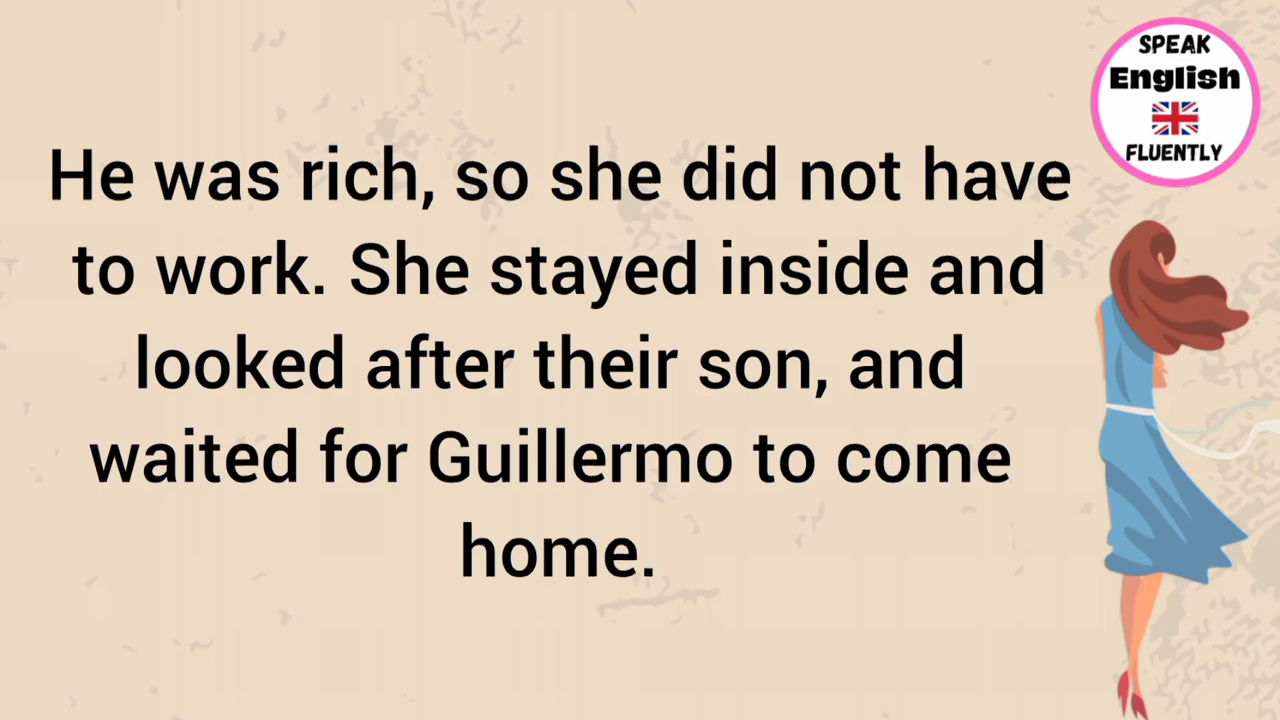 SPEAK
English
FLUENTLY
He was rich, so she did not have
to work. She stayed inside and
looked after their son, and
waited for Guillermo to come
home.